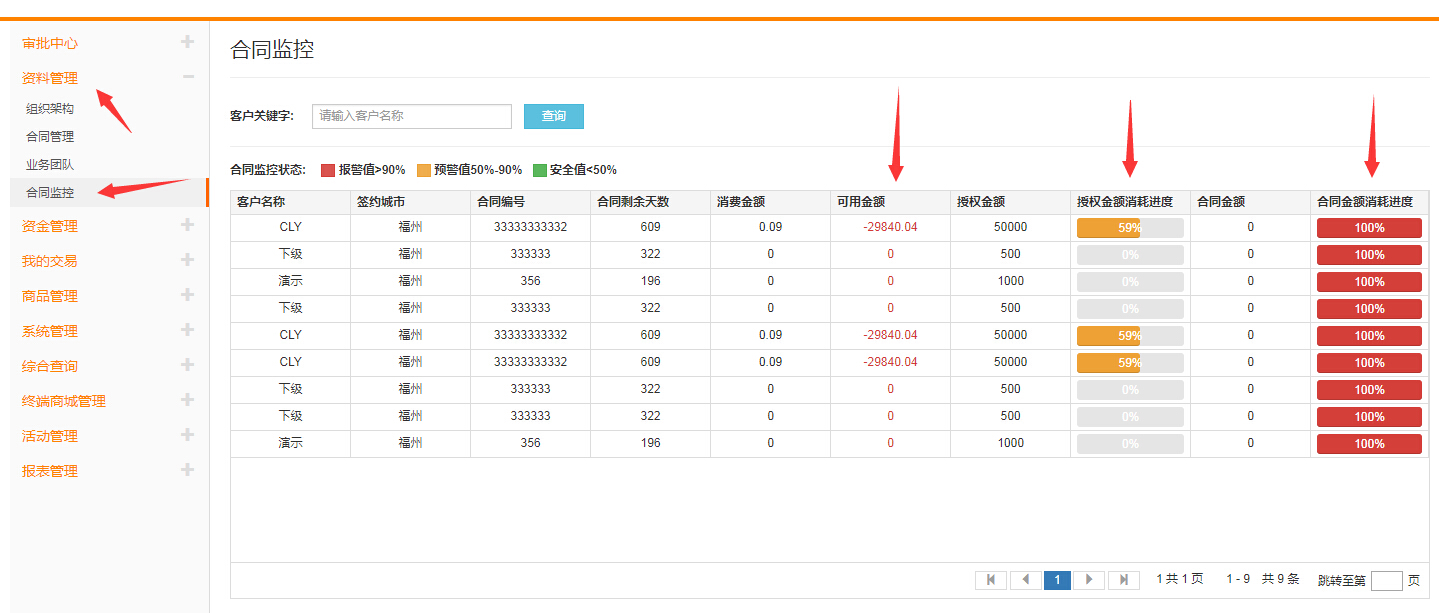 审批中心
资料管理
组织架构
合同管理
业务团队
合同监控
资金管理
我的交易
商品管理
系统管理
综合查询
终端商城管理
活动管理
报表管理
合同监控
客户关键字: 请输入客户名称 查询
合同监控状态: 报警值>90% 预警值50%-90% 安全值<50%
客户名称 签约城市 合同编号 合同剩余天数 消费金额 可用金额 授权金额 授权金额消耗进度 合同金额 合同金额消耗进度
CLY 福州 33333333332 609 0.09 -29840.04 50000 59% 0 100%
下级 福州 333333 322 0 0 500 0% 0 100%
演示 福州 356 196 0 0 1000 0% 0 100%
下级 福州 333333 322 0 0 500 0% 0 100%
CLY 福州 33333333332 609 0.09 -29840.04 50000 59% 0 100%
CLY 福州 33333333332 609 0.09 -29840.04 50000 59% 0 100%
下级 福州 333333 322 0 0 500 0% 0 100%
下级 福州 333333 322 0 0 500 0% 0 100%
演示 福州 356 196 0 0 1000 0% 0 100%
1 1 共 1 页 1 - 9 共 9 条 跳转至第 页